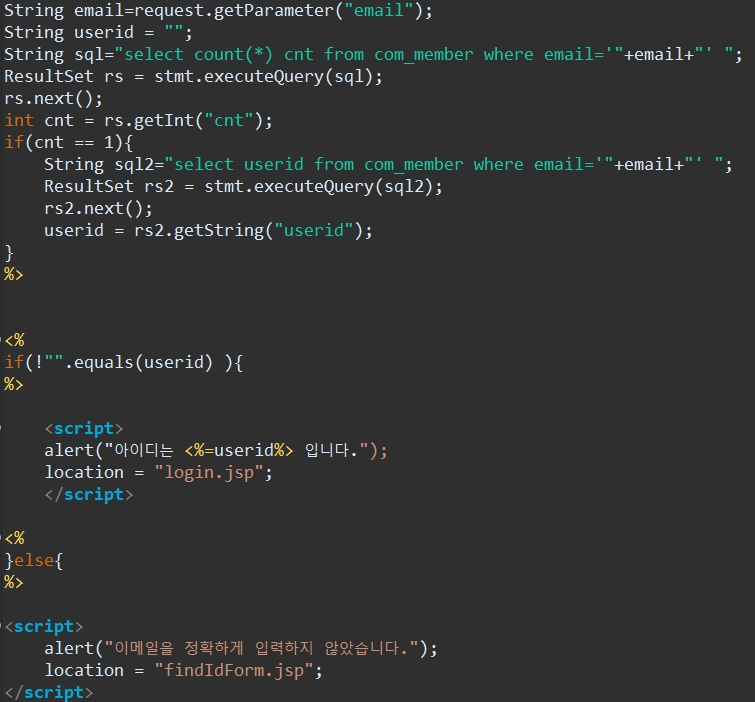 String email=request.getParameter("email");
String userid = "";
String sql="select count(*) cnt from com_member where email='"+email+"' ";
ResultSet rs = stmt.executeQuery(sql);
rs.next();
int cnt = rs.getInt("cnt");
if(cnt == 1){
    String sql2="select userid from com_member where email='"+email+"' ";
    ResultSet rs2 = stmt.executeQuery(sql2);
    rs2.next();
    userid = rs2.getString("userid");
}
%>
<%
if(!"".equals(userid) ){
%>
    <script>
    alert("아이디는 <%=userid%> 입니다.");
    location = "login.jsp";
    </script>
<%
}else{
%>
<script>
    alert("이메일을 정확하게 입력하지 않았습니다.");
    location = "findIdForm.jsp";
</script>